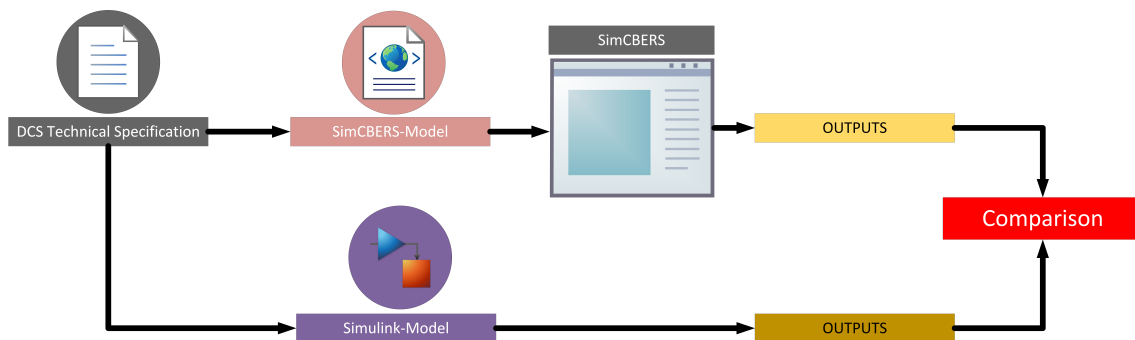 SimCBERS
DCS Technical Specification
SimCBERS-Model
OUTPUTS
Comparison
Simulink-Model
OUTPUTS